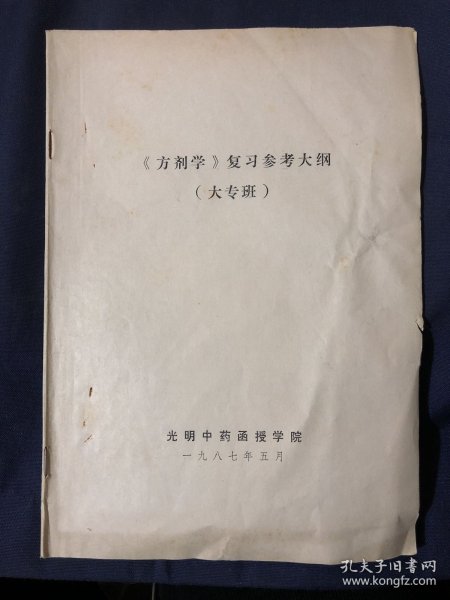 《方剂学》复习参考大纲
（大专班）
光明中药函授学院
一九八七年五月
孔夫子旧书网
www.kongfz.com